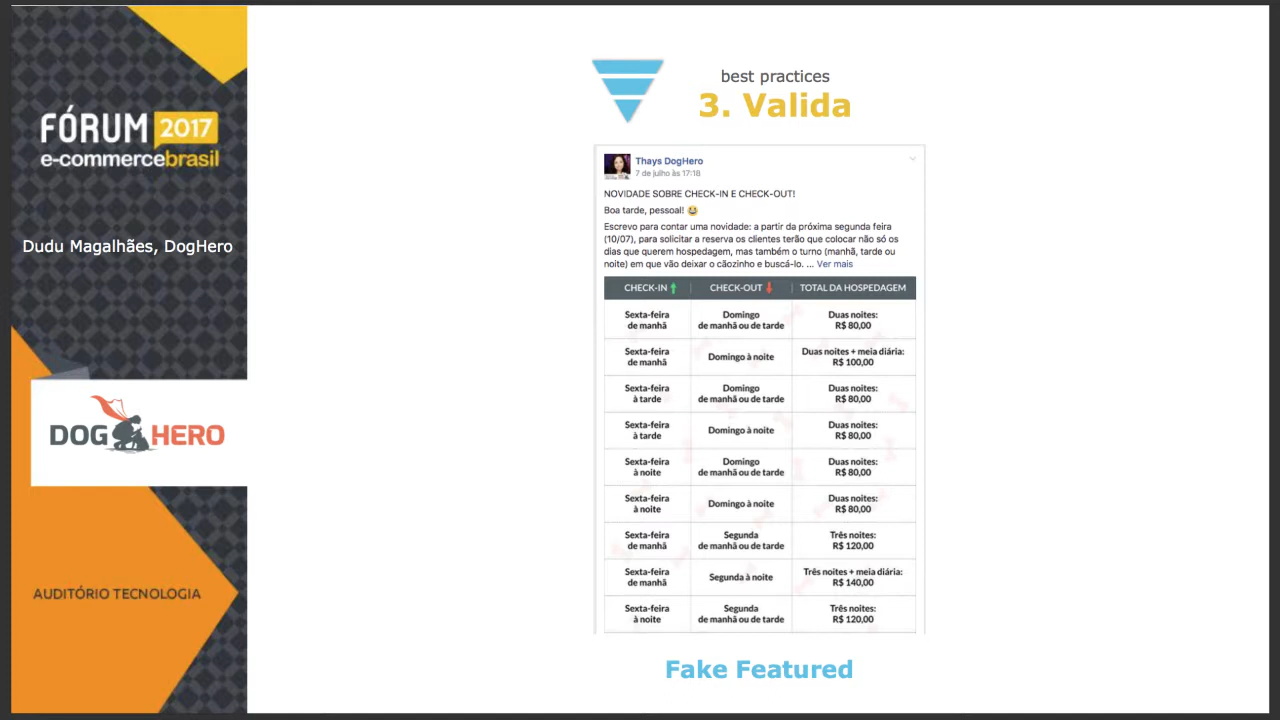 FÓRUM 2017
e-commercebrasil
Dudu Magalhães, DogHero
DOG HERO
AUDITÓRIO TECNOLOGIA
best practices
3. Valida
Thays DogHero
7 de julho às 17:18
NOVIDADE SOBRE CHECK-IN E CHECK-OUT!
Boa tarde, pessoal! 😃
Escrevo para contar uma novidade: a partir da próxima segunda feira
(10/07), para solicitar a reserva os clientes terão que colocar não só os
dias que querem hospedagem, mas também o turno (manhã, tarde ou
noite) em que vão deixar o cãozinho e buscá-lo. ... Ver mais
CHECK-IN CHECK-OUT TOTAL DA HOSPEDAGEM
Sexta-feira Domingo Duas noites:
de manhã de manhã ou de tarde R$ 80,00
Sexta-feira Domingo à noite Duas noites + meia diária:
de manhã R$ 100,00
Sexta-feira Domingo Duas noites:
à tarde de manhã ou de tarde R$ 80,00
Sexta-feira Domingo à noite Duas noites:
à tarde R$ 80,00
Sexta-feira Domingo Duas noites:
à noite de manhã ou de tarde R$ 80,00
Sexta-feira Domingo à noite Duas noites:
à noite R$ 80,00
Sexta-feira Segunda Três noites:
de manhã de manhã ou de tarde R$ 120,00
Sexta-feira Segunda à noite Três noites + meia diária:
de manhã R$ 140,00
Sexta-feira Segunda Três noites:
à noite de manhã ou de tarde R$ 120,00
Fake Featured